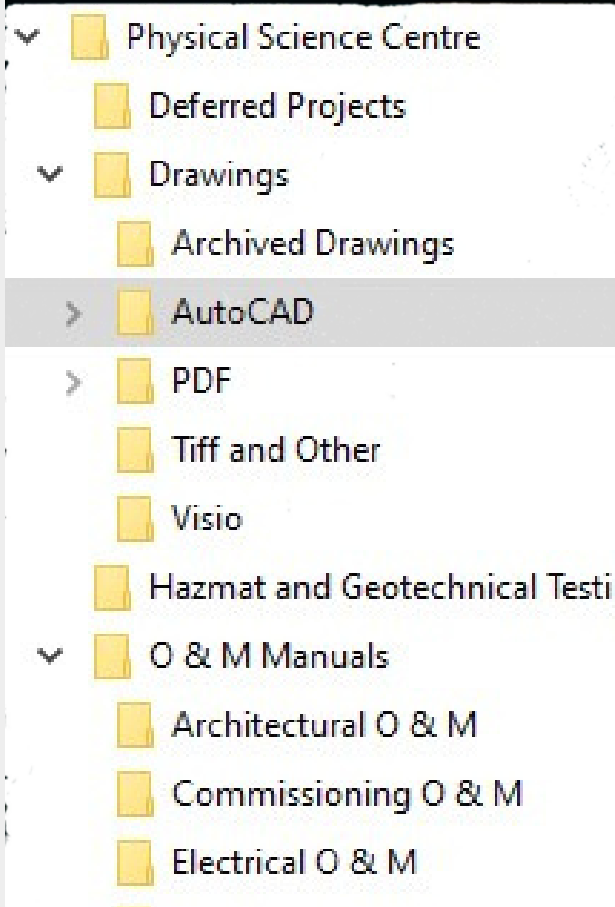 Physical Science Centre
Deferred Projects
Drawings
Archived Drawings
AutoCAD
PDF
Tiff and Other
Visio
Hazmat and Geotechnical Testi
O & M Manuals
Architectural O & M
Commissioning O & M
Electrical O & M